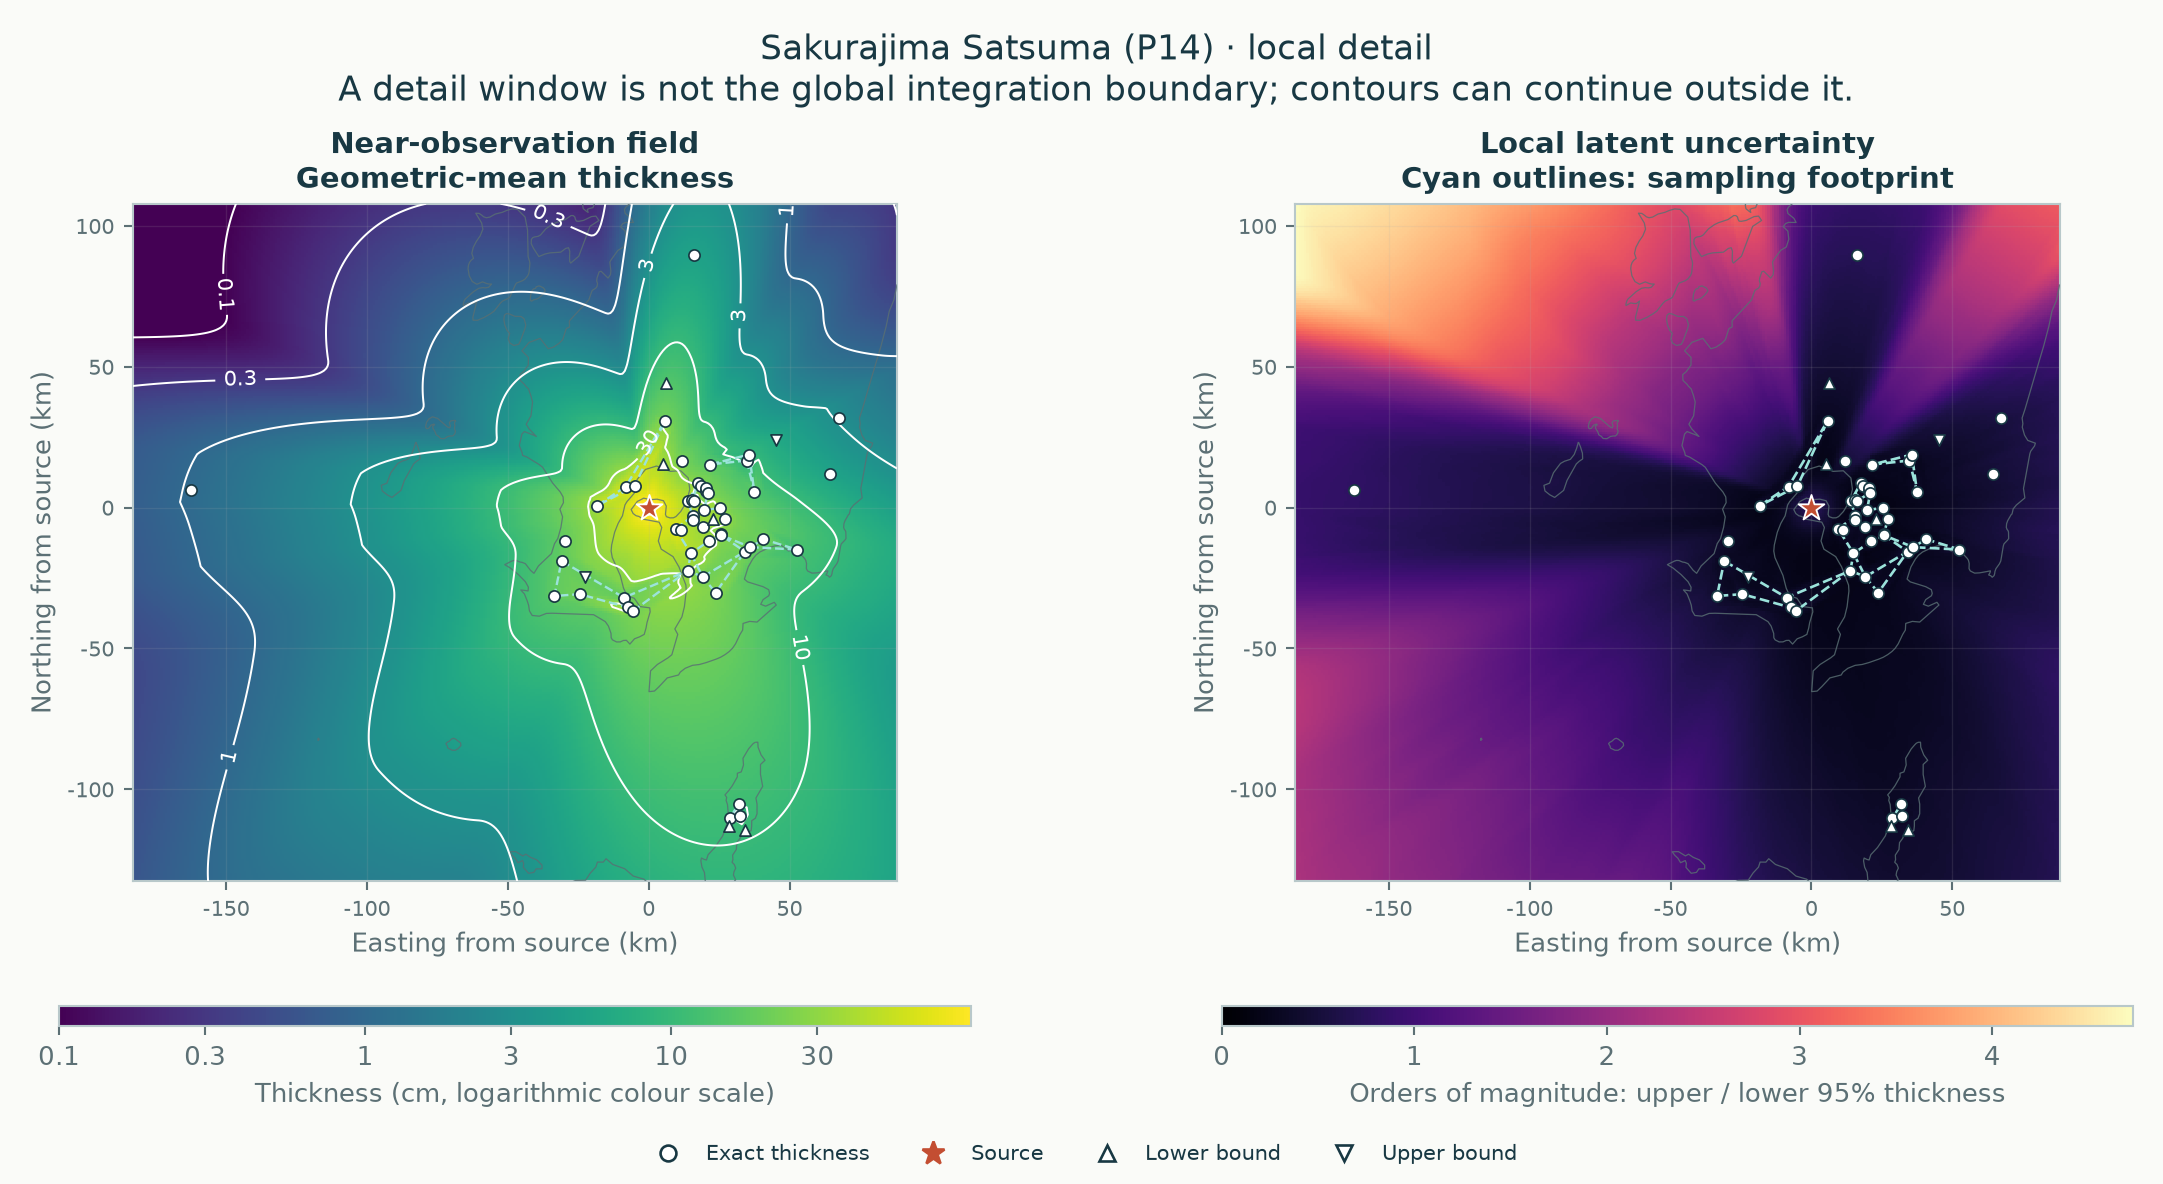 Sakurajima Satsuma (P14) · local detail
A detail window is not the global integration boundary; contours can continue outside it.
Near-observation field
Geometric-mean thickness
100
50
0
-50
-100
-150
-100
-50
0
50
Northing from source (km)
Easting from source (km)
0.3
1
0.1
3
3
0.3
30
10
1
0.1
0.3
1
3
10
30
Thickness (cm, logarithmic colour scale)
Local latent uncertainty
Cyan outlines: sampling footprint
100
50
0
-50
-100
-150
-100
-50
0
50
Northing from source (km)
Easting from source (km)
0
1
2
3
4
Orders of magnitude: upper / lower 95% thickness
Exact thickness
Source
Lower bound
Upper bound